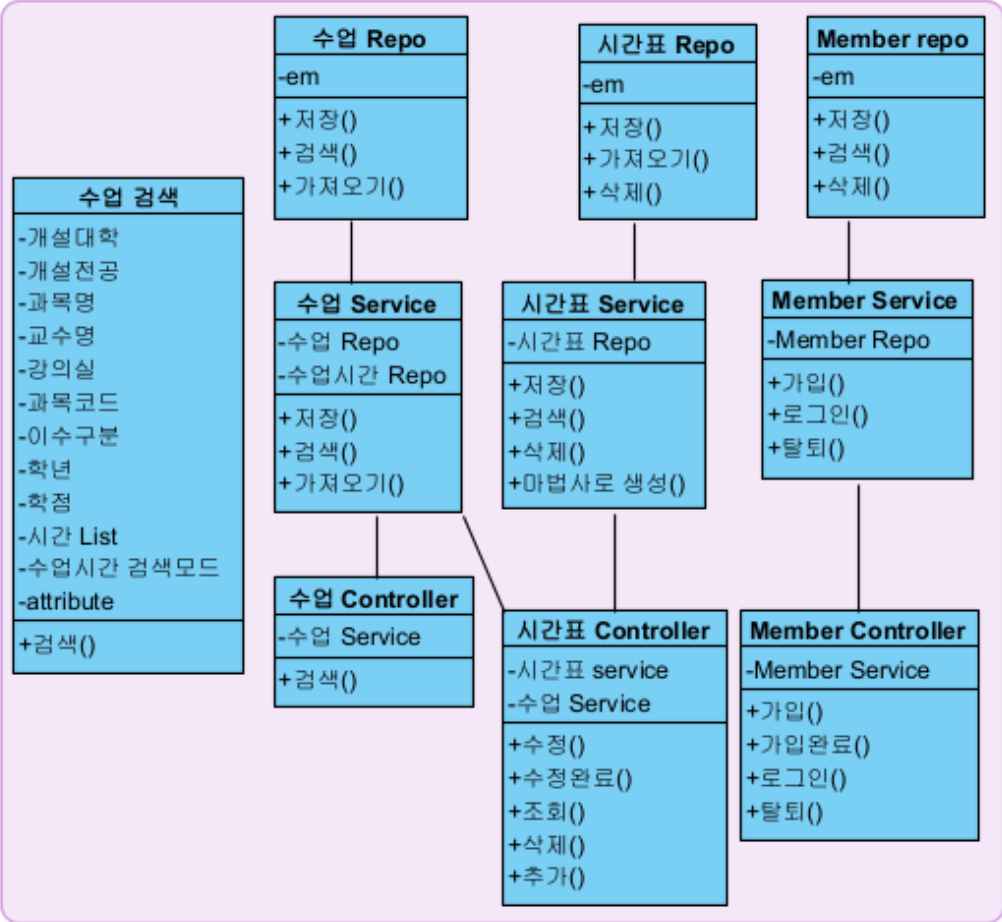 수업 Repo
-em
+저장()
+검색()
+가져오기()
시간표 Repo
-em
+저장()
+가져오기()
+삭제()
Member repo
-em
+저장()
+검색()
+삭제()
수업 검색
-개설대학
-개설전공
-과목명
-교수명
-강의실
-과목코드
-이수구분
-학년
-학점
-시간 List
-수업시간 검색모드
-attribute
+검색()
수업 Service
-수업 Repo
-수업시간 Repo
+저장()
+검색()
+가져오기()
시간표 Service
-시간표 Repo
+저장()
+검색()
+삭제()
+마법사로 생성()
Member Service
-Member Repo
+가입()
+로그인()
+탈퇴()
수업 Controller
-수업 Service
+검색()
시간표 Controller
-시간표 service
-수업 Service
+수정()
+수정완료()
+조회()
+삭제()
+추가()
Member Controller
-Member Service
+가입()
+가입완료()
+로그인()
+탈퇴()